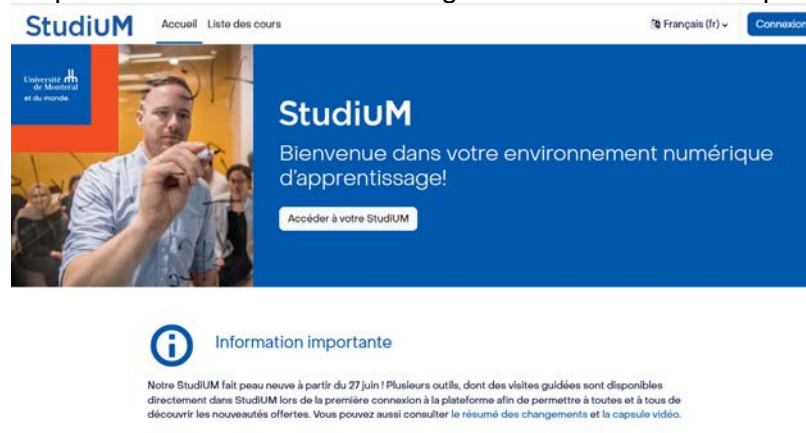 StudiUM
Accueil Liste des cours
Français (fr)
Connexion
Université
de Montréal
et du monde.
StudiUM
Bienvenue dans votre environnement numérique
d'apprentissage!
Accéder à votre StudiUM
Information importante
Notre StudiUM fait peau neuve à partir du 27 juin ! Plusieurs outils, dont des visites guidées sont disponibles
directement dans StudiUM lors de la première connexion à la plateforme afin de permettre à toutes et à tous de
découvrir les nouveautés offertes. Vous pouvez aussi consulter le résumé des changements et la capsule vidéo.